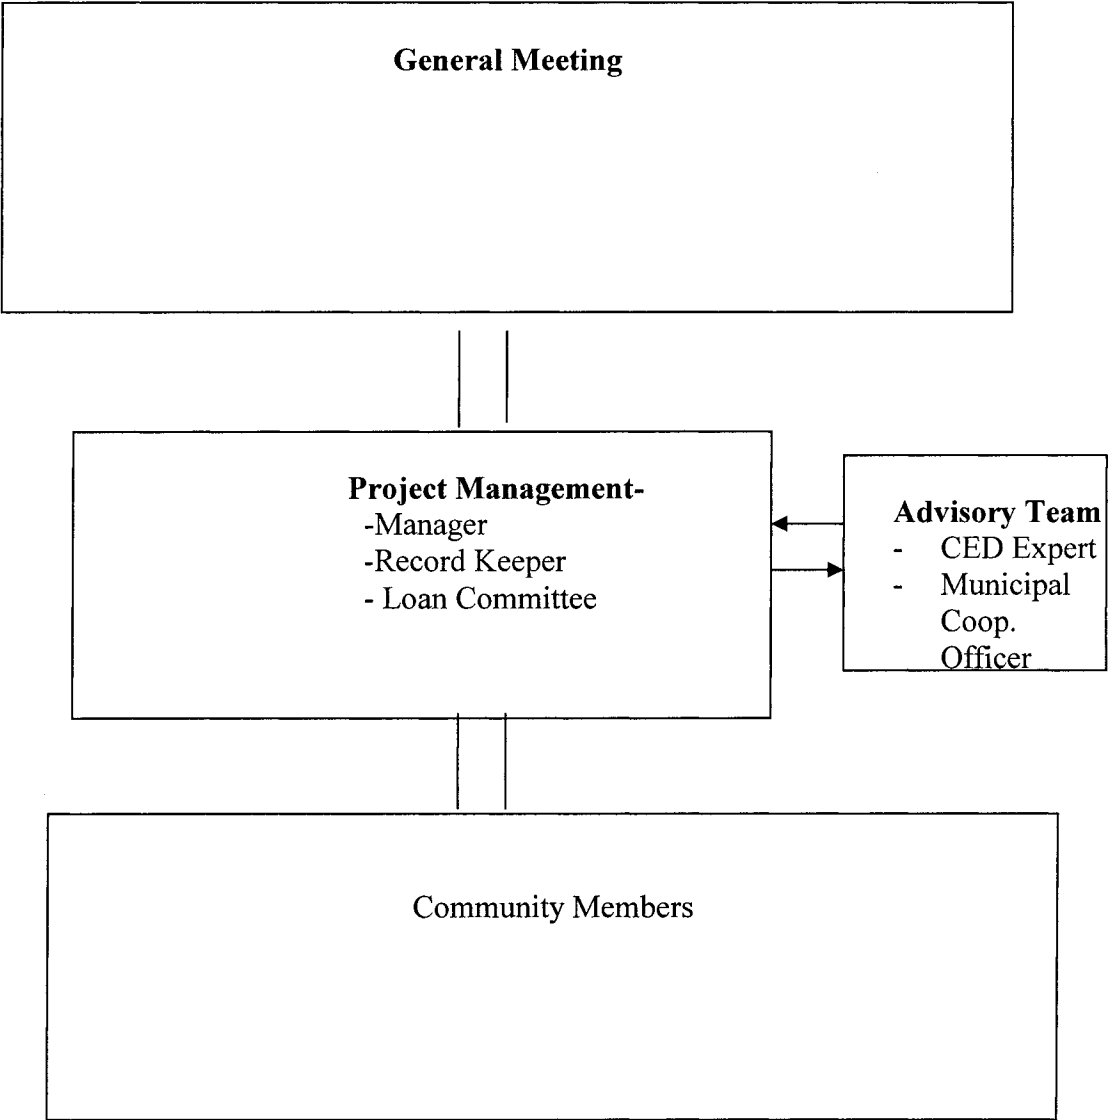 General Meeting
Project Management-
-Manager
-Record Keeper
- Loan Committee
Advisory Team
- CED Expert
- Municipal
Coop.
Officer
Community Members